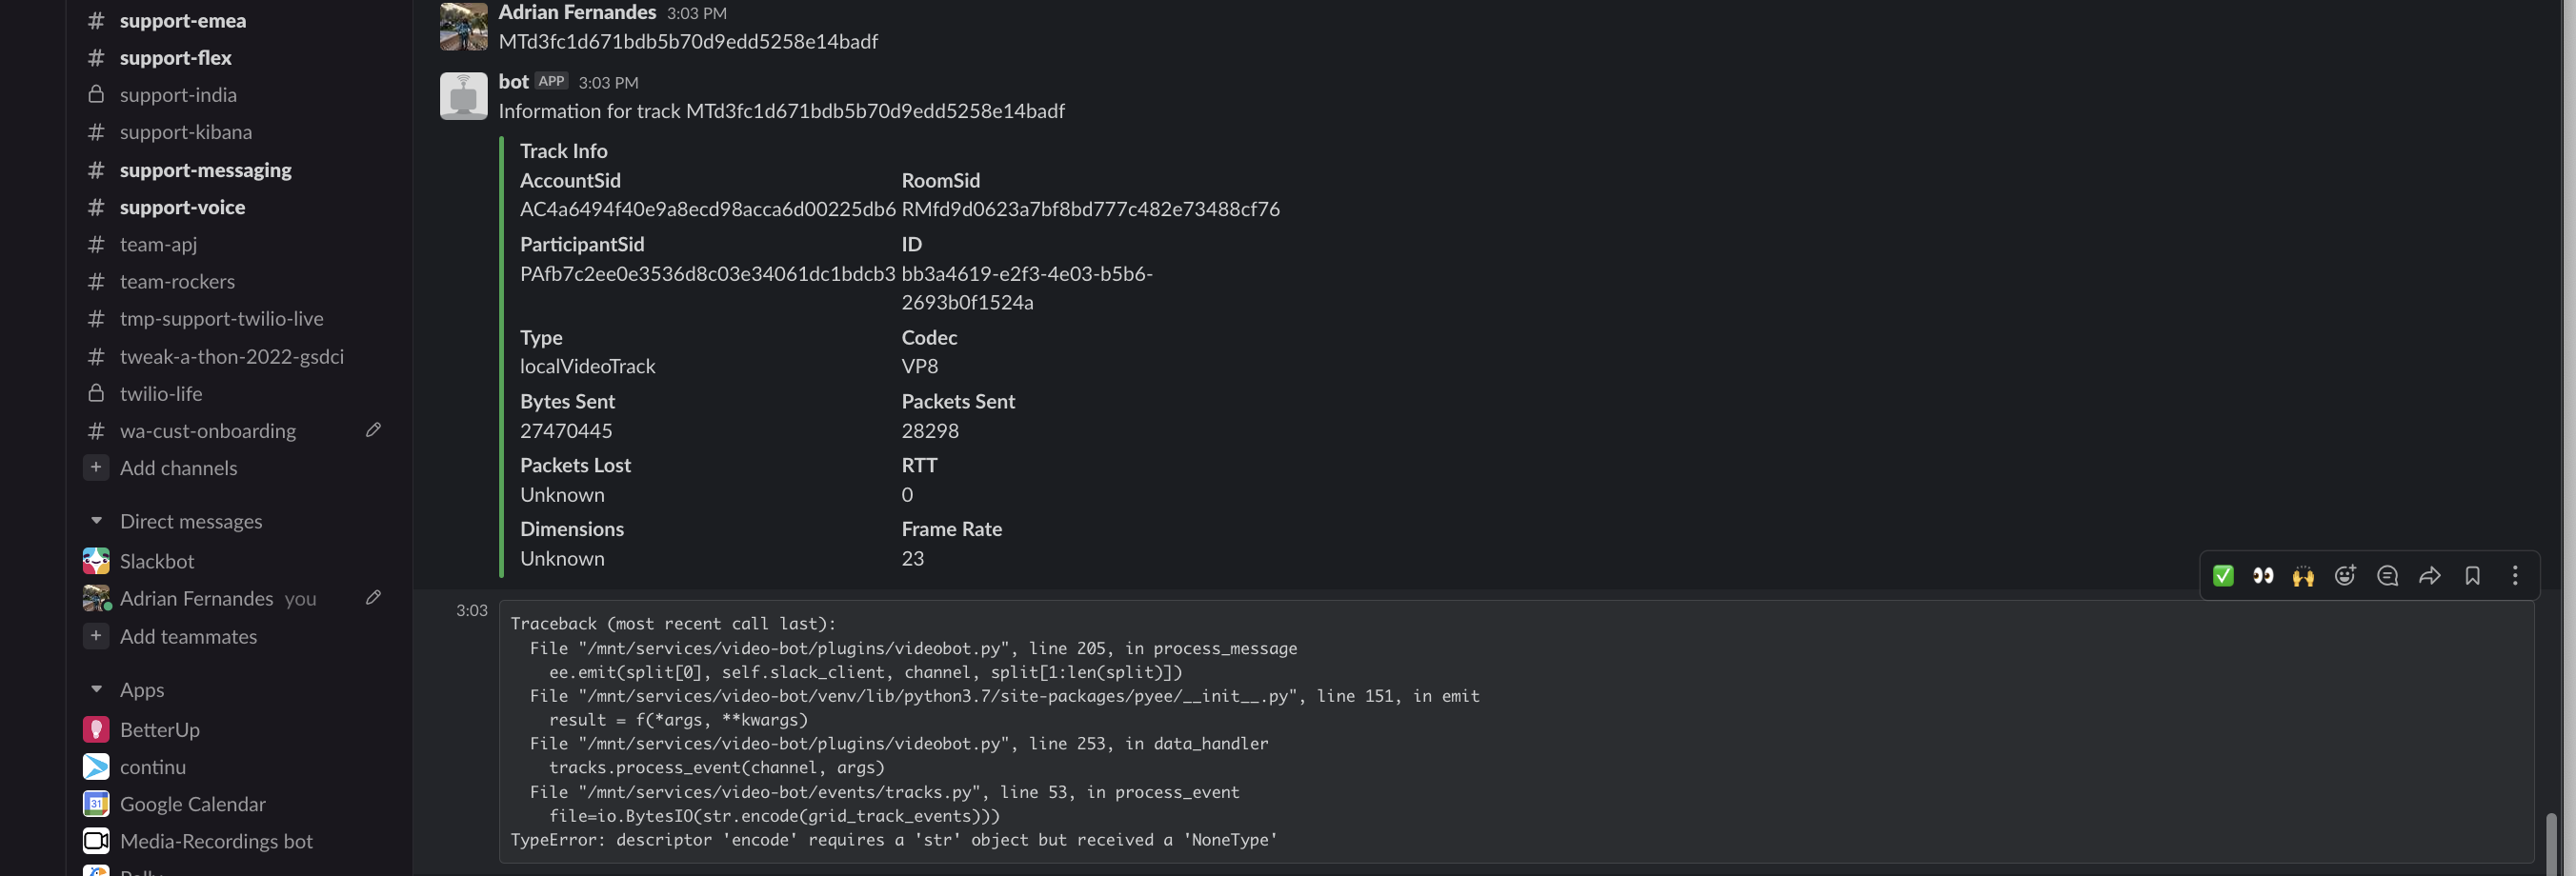 # support-emea
# support-flex
support-india
# support-kibana
# support-messaging
# support-voice
# team-apj
# team-rockers
# tmp-support-twilio-live
# tweak-a-thon-2022-gsdci
twilio-life
# wa-cust-onboarding
+ Add channels
Direct messages
Slackbot
Adrian Fernandes you
+ Add teammates
Apps
BetterUp
continu
31 Google Calendar
Media-Recordings bot
Adrian Fernandes 3:03 PM
MTd3fc1d671bdb5b70d9edd5258e14badf
bot APP 3:03 PM
Information for track MTd3fc1d671bdb5b70d9edd5258e14badf
Track Info
AccountSid RoomSid
AC4a6494f40e9a8ecd98acca6d00225db6 RMfd9d0623a7bf8bd777c482e73488cf76
ParticipantSid ID
PAfb7c2ee0e3536d8c03e34061dc1bdcb3 bb3a4619-e2f3-4e03-b5b6-
2693b0f1524a
Type Codec
localVideoTrack VP8
Bytes Sent Packets Sent
27470445 28298
Packets Lost RTT
Unknown 0
Dimensions Frame Rate
Unknown 23
3:03
Traceback (most recent call last):
  File "/mnt/services/video-bot/plugins/videobot.py", line 205, in process_message
    ee.emit(split[0], self.slack_client, channel, split[1:len(split)])
  File "/mnt/services/video-bot/venv/lib/python3.7/site-packages/pyee/__init__.py", line 151, in emit
    result = f(*args, **kwargs)
  File "/mnt/services/video-bot/plugins/videobot.py", line 253, in data_handler
    tracks.process_event(channel, args)
  File "/mnt/services/video-bot/events/tracks.py", line 53, in process_event
    file=io.BytesIO(str.encode(grid_track_events)))
TypeError: descriptor 'encode' requires a 'str' object but received a 'NoneType'